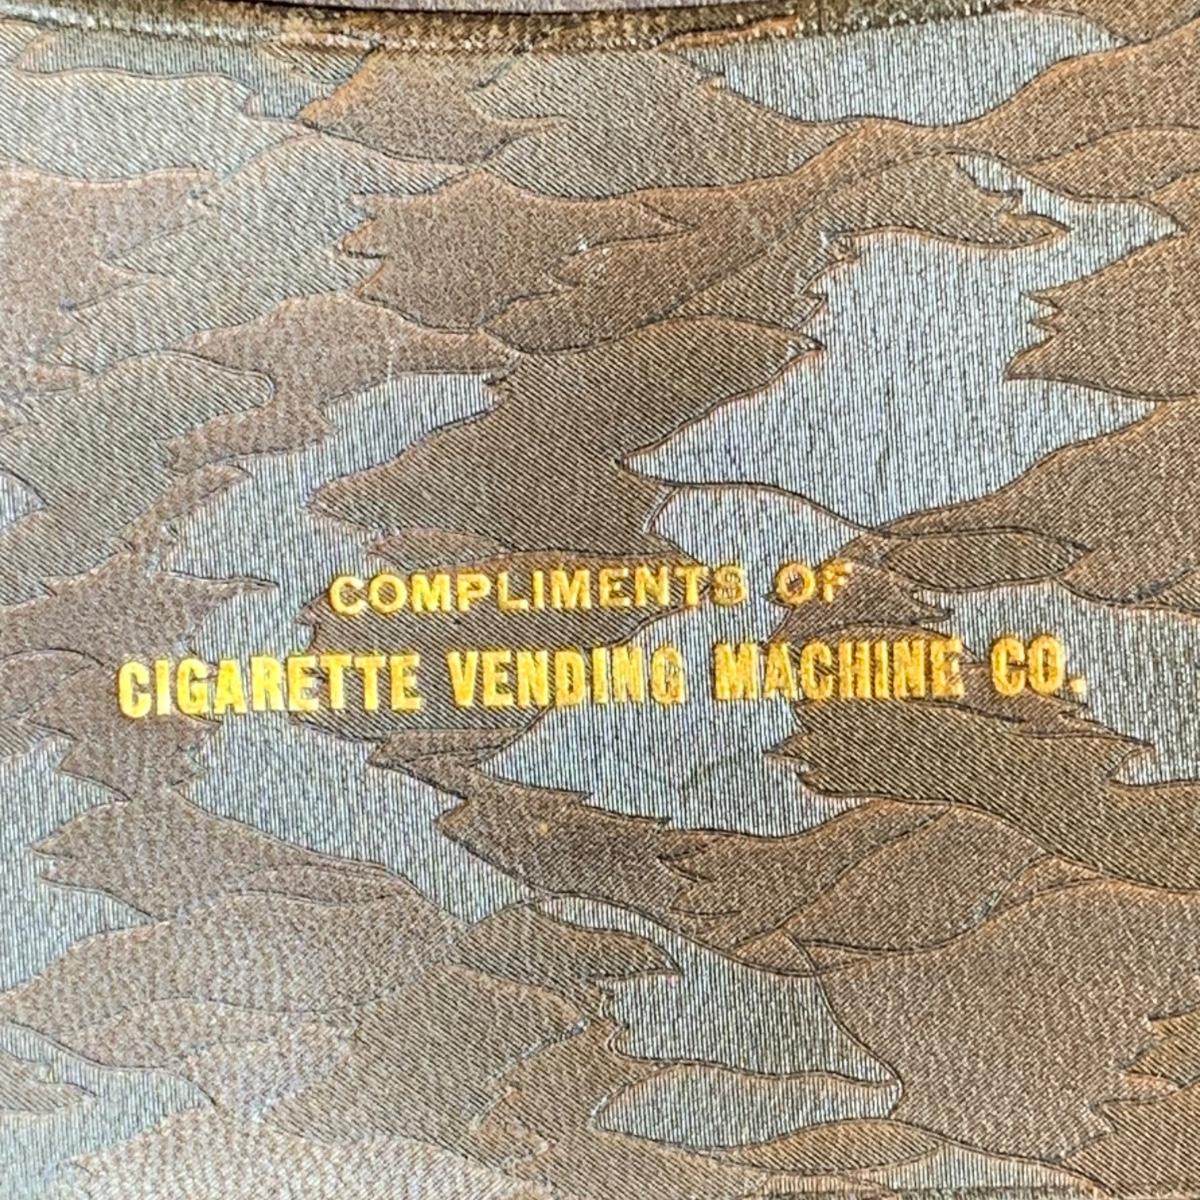 COMPLIMENTS OF
CIGARETTE VENDING MACHINE CO.